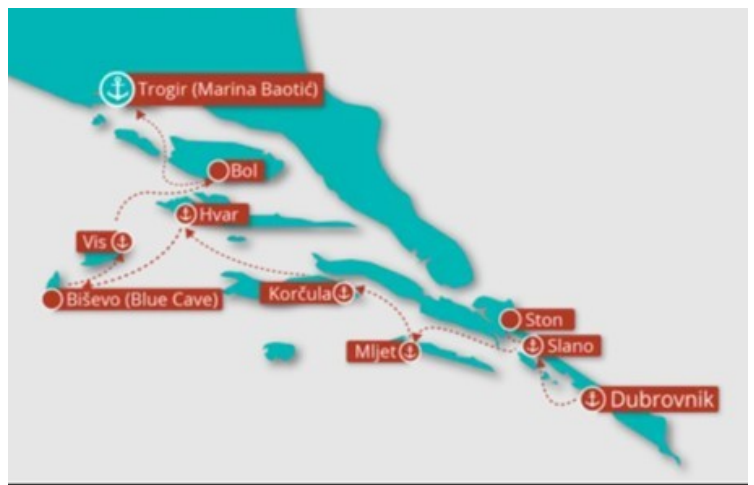 Trogir (Marina Baotić)
Bol
Hvar
Vis
Biševo (Blue Cave)
Korčula
Ston
Slano
Mljet
Dubrovnik